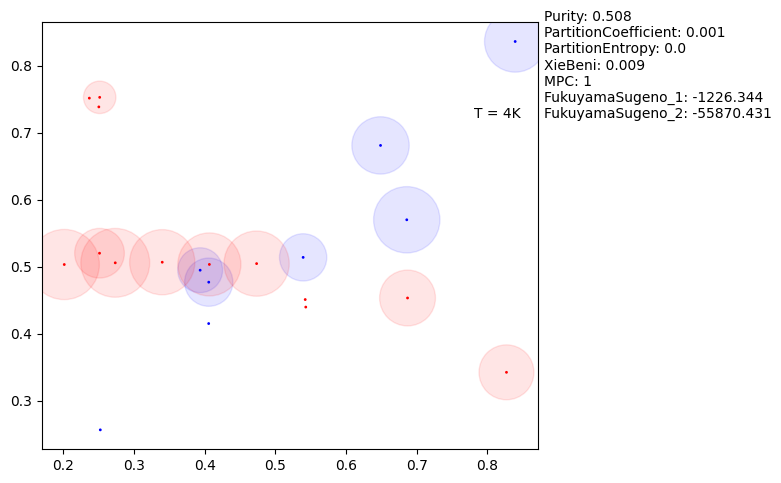 Purity: 0.508
PartitionCoefficient: 0.001
PartitionEntropy: 0.0
XieBeni: 0.009
MPC: 1
FukuyamaSugeno_1: -1226.344
FukuyamaSugeno_2: -55870.431
T = 4K
0.8
0.7
0.6
0.5
0.4
0.3
0.2 0.3 0.4 0.5 0.6 0.7 0.8